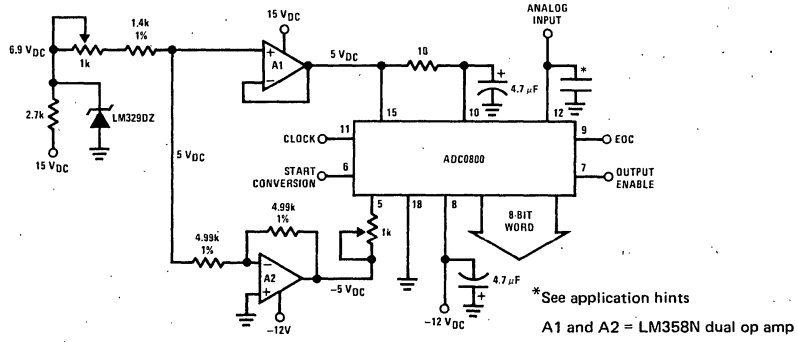 15 VDC
ANALOG
INPUT
1.4k
1%
6.9 VDC
1k
+
A1
−
5 VDC
10
+
4.7 µF
*
2.7k
LM329DZ
15 VDC
15
10
12
CLOCK
11
9
EOC
ADC0800
START
CONVERSION
6
7
OUTPUT
ENABLE
5 VDC
5
18
8
8-BIT
WORD
4.99k
1%
4.99k
1%
1k
−
A2
+
−5 VDC
−12V
4.7 µF
+
−12 VDC
*See application hints
A1 and A2 = LM358N dual op amp